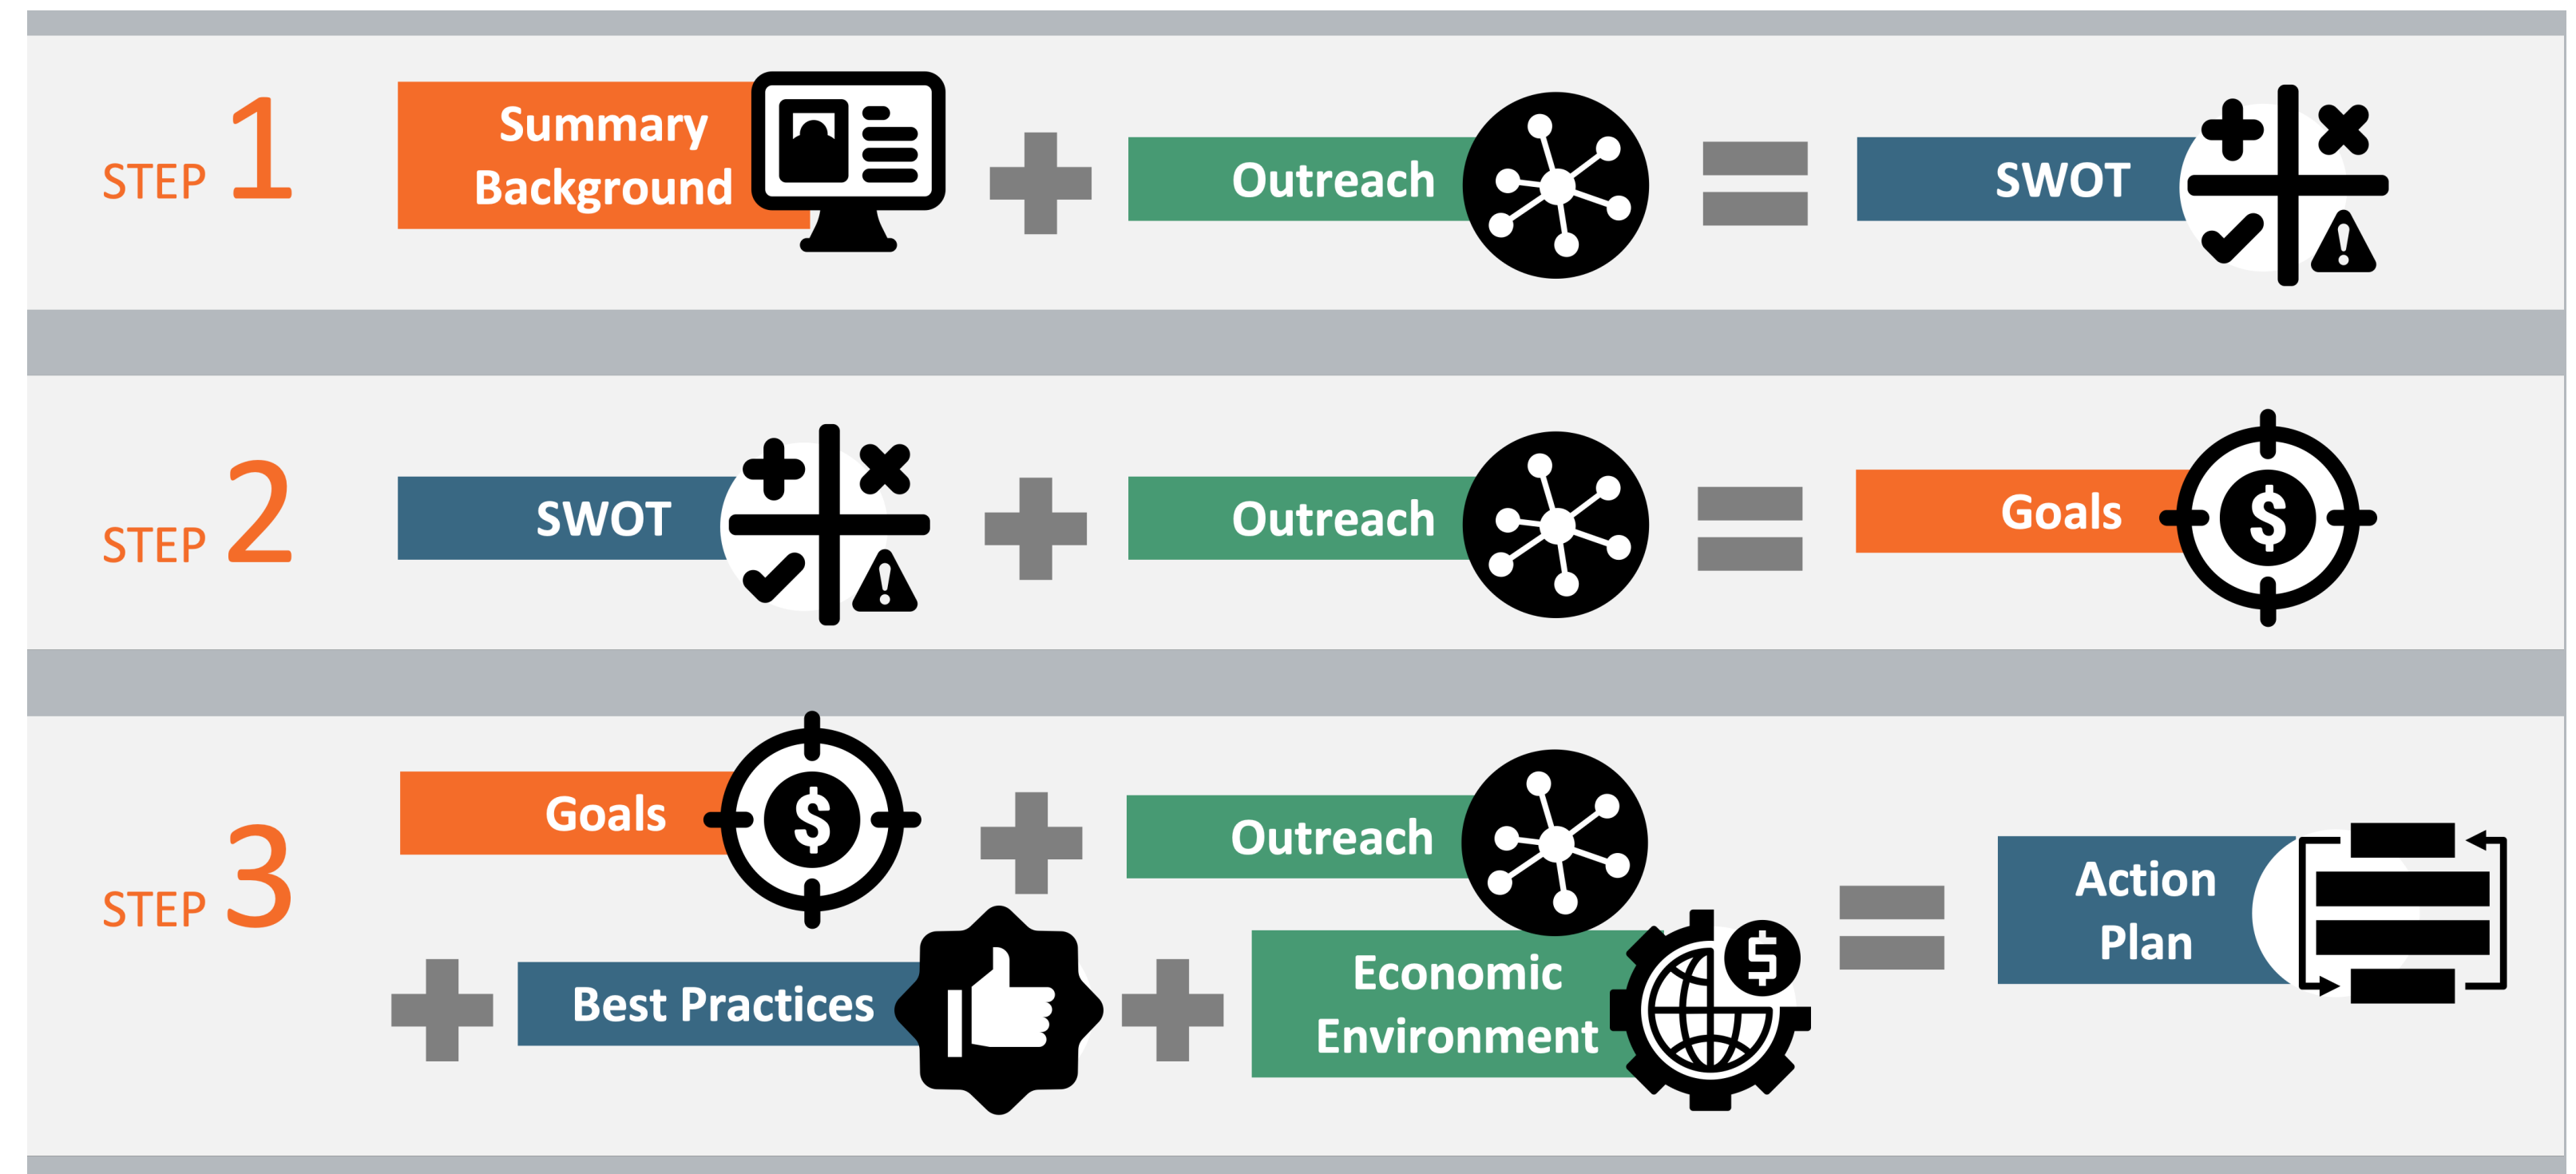 STEP 1
Summary
Background
Outreach
SWOT
STEP 2
SWOT
Outreach
Goals
STEP 3
Goals
Outreach
Best Practices
Economic
Environment
Action
Plan